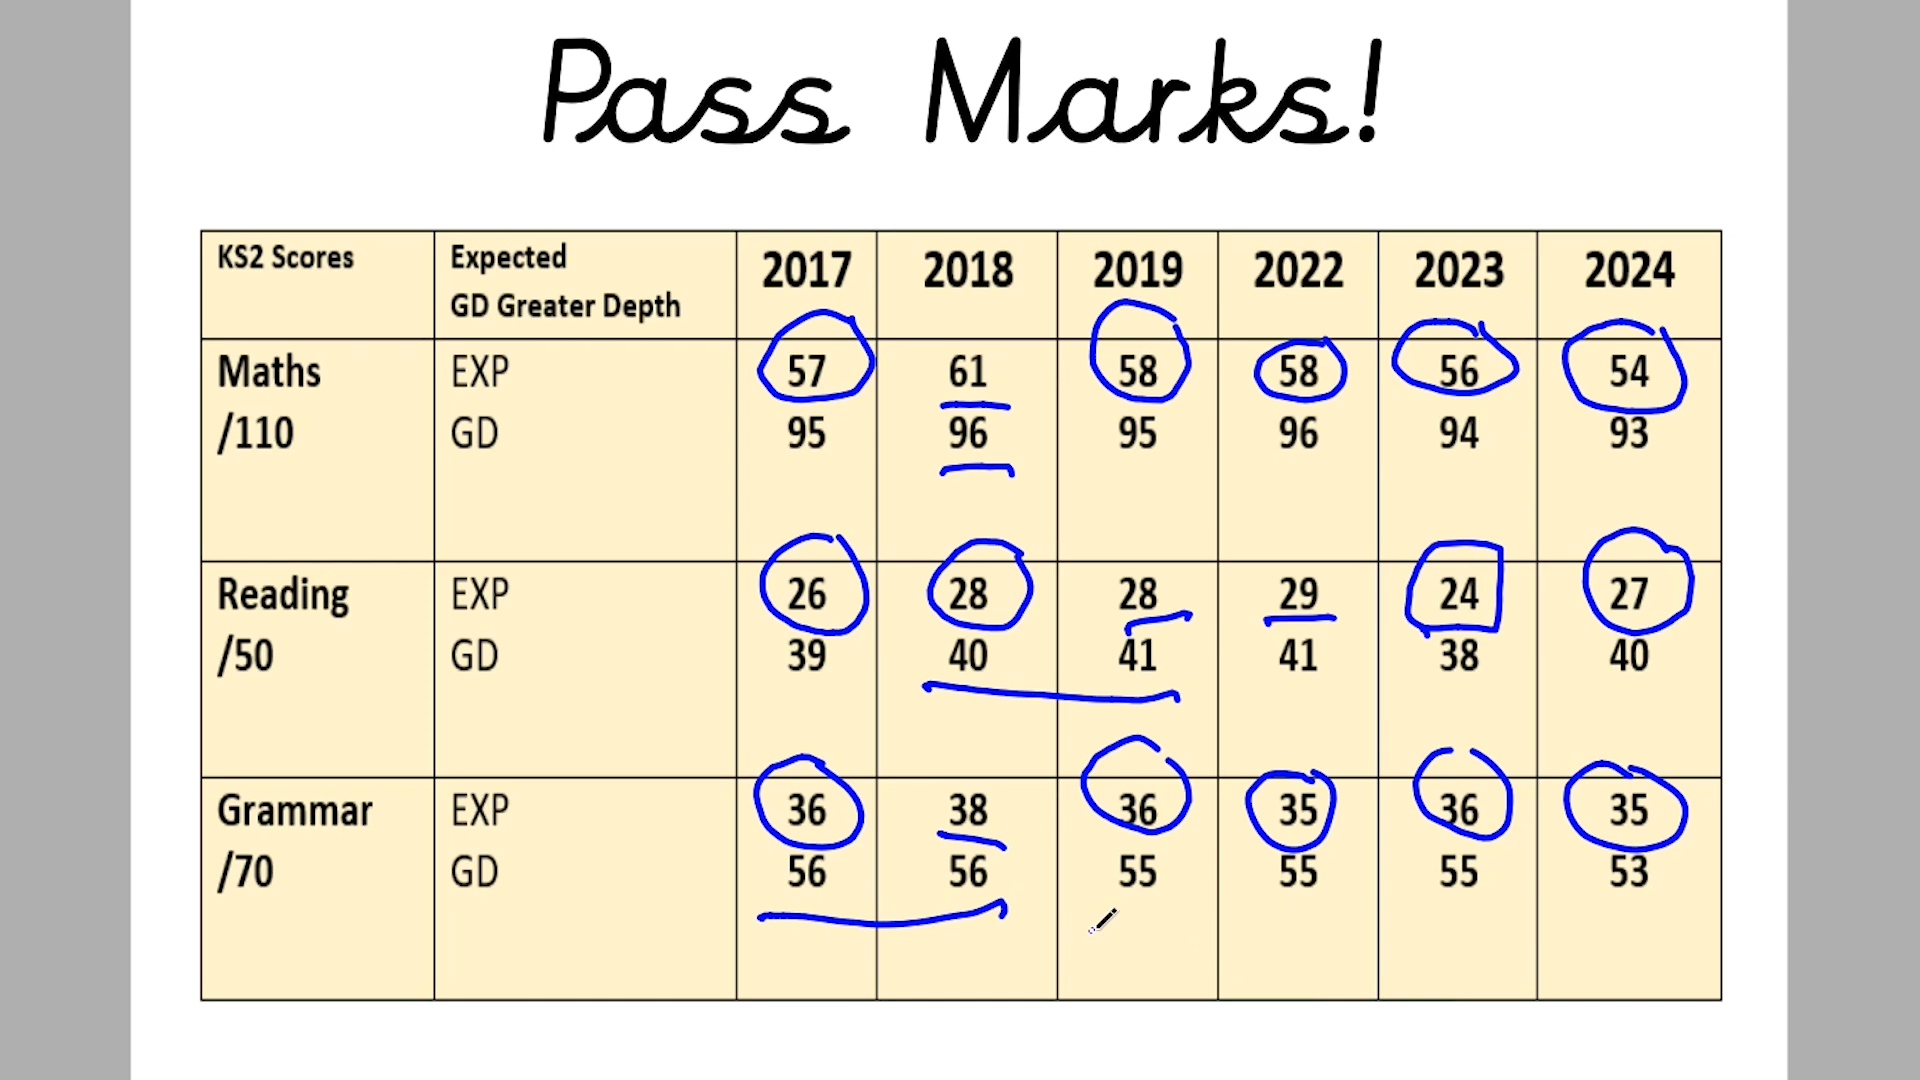 Pass Marks!
KS2 Scores Expected 2017 2018 2019 2022 2023 2024
GD Greater Depth
Maths EXP 57 61 58 58 56 54
/110 GD 95 96 95 96 94 93
Reading EXP 26 28 28 29 24 27
/50 GD 39 40 41 41 38 40
Grammar EXP 36 38 36 35 36 35
/70 GD 56 56 55 55 55 53